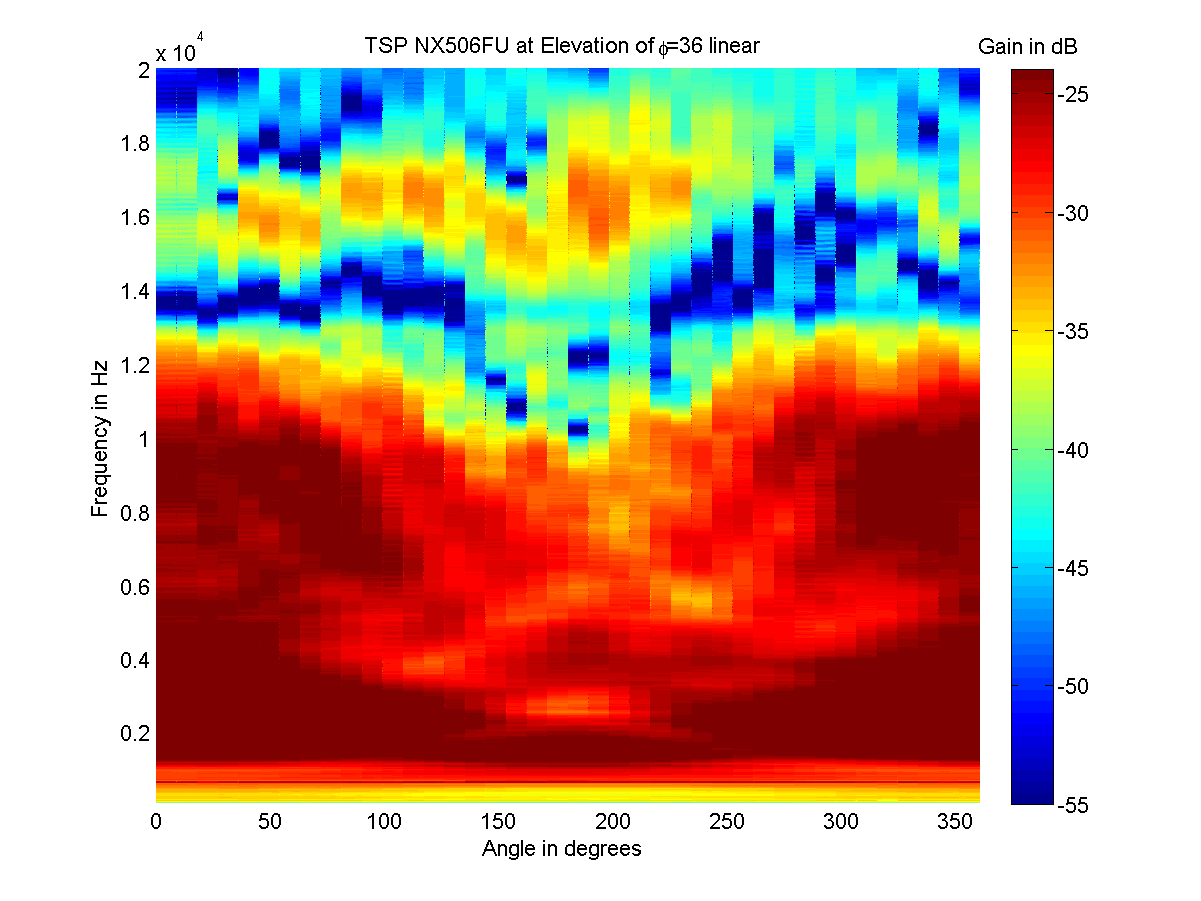 TSP NX506FU at Elevation of ϕ=36 linear
Gain in dB
x 10^4
2
1.8
1.6
1.4
1.2
1
0.8
0.6
0.4
0.2
Frequency in Hz
0 50 100 150 200 250 300 350
Angle in degrees
-25
-30
-35
-40
-45
-50
-55